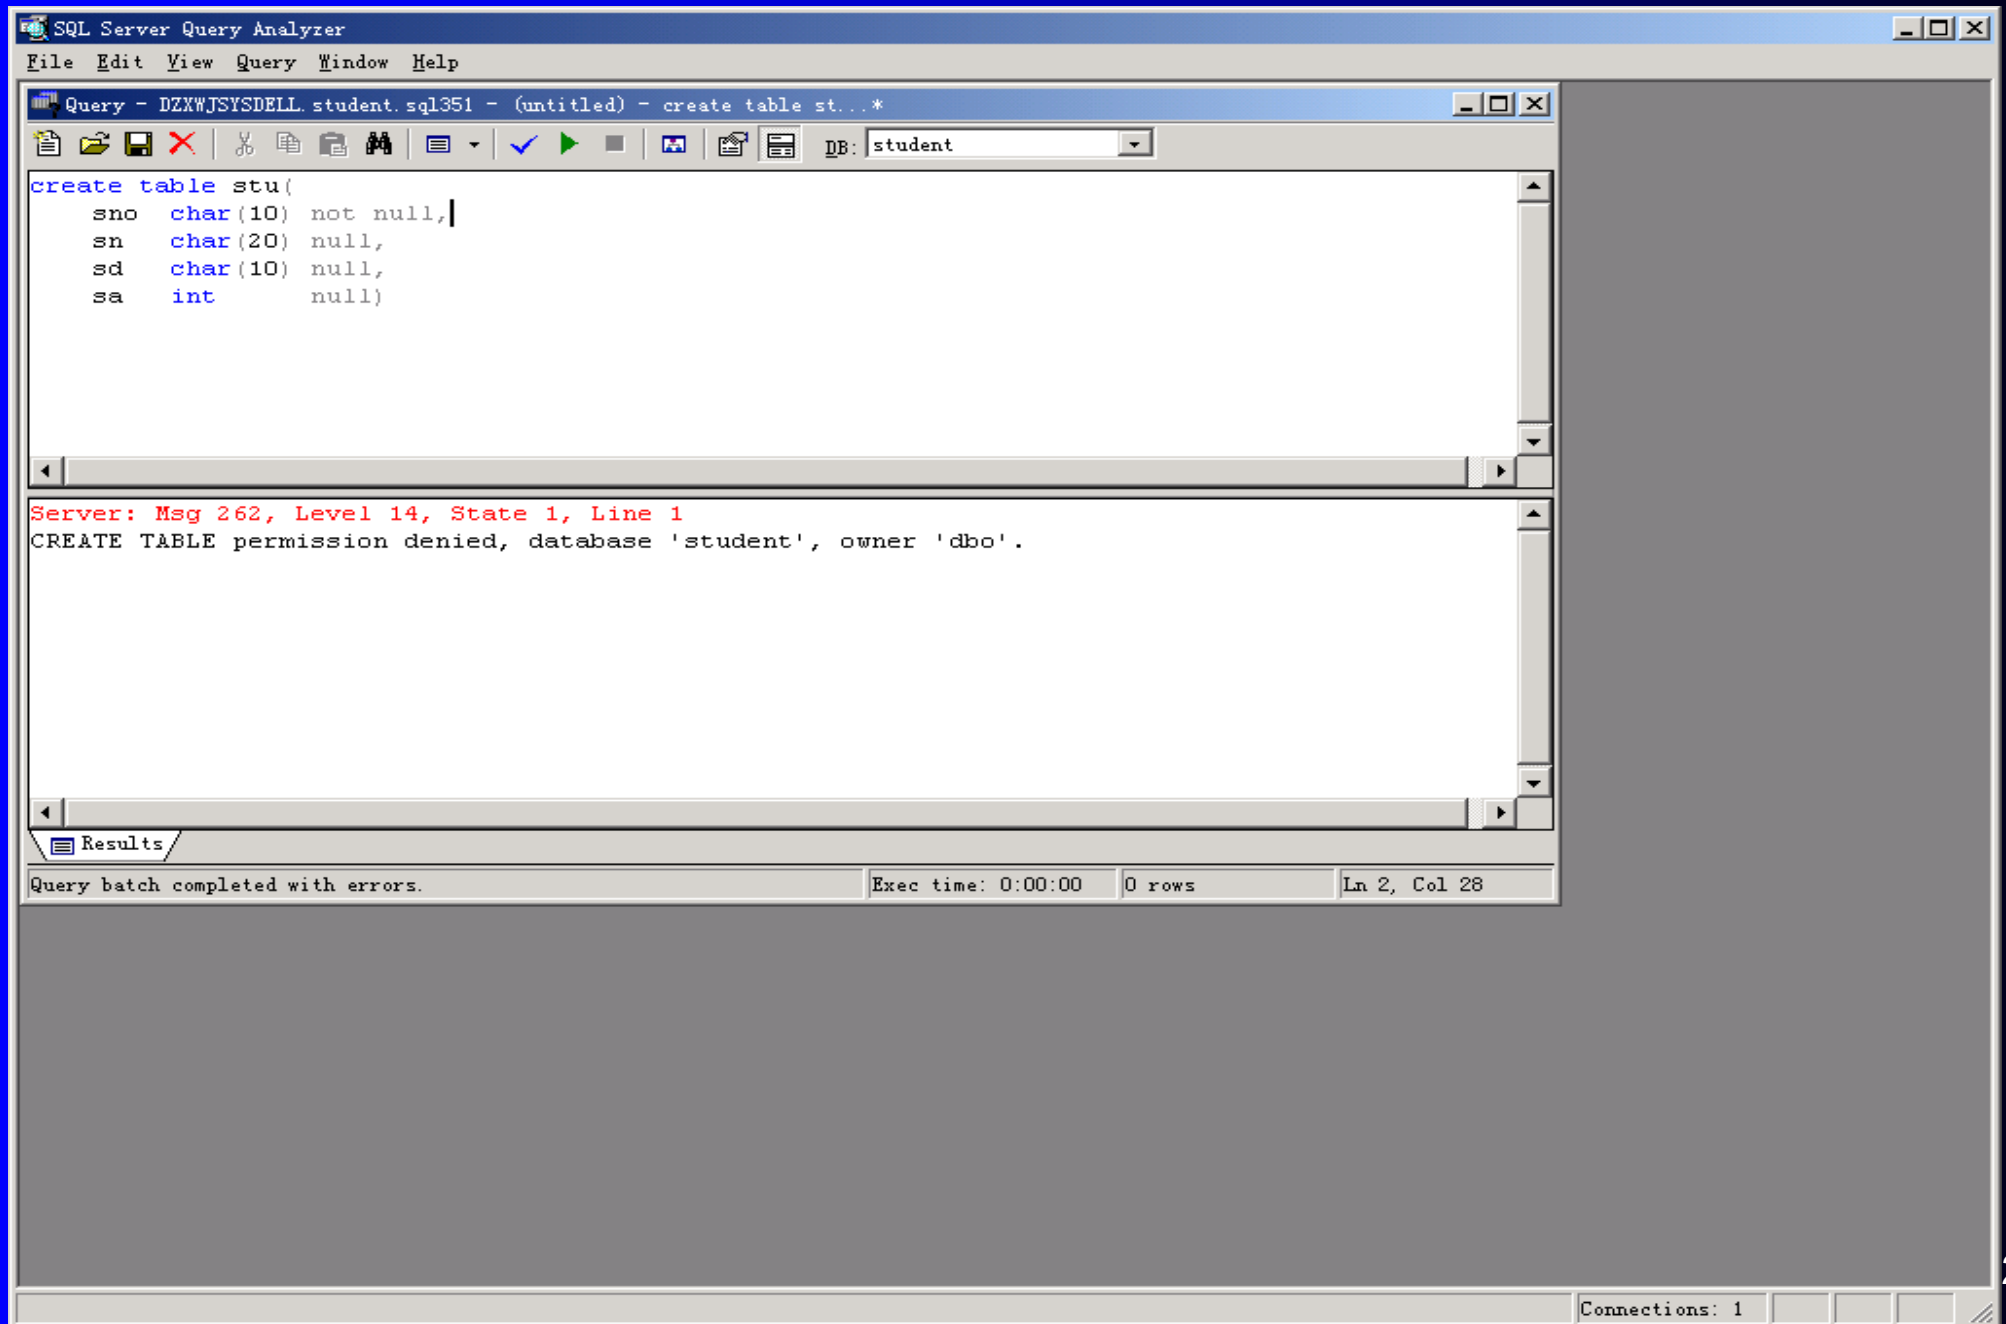 SQL Server Query Analyzer
File Edit View Query Window Help
Query - DZXWJSYSDELL.student.sql351 - (untitled) - create table st...*
DB: student
create table stu(
    sno  char(10) not null,
    sn   char(20) null,
    sd   char(10) null,
    sa   int      null)
Server: Msg 262, Level 14, State 1, Line 1
CREATE TABLE permission denied, database 'student', owner 'dbo'.
Results
Query batch completed with errors.
Exec time: 0:00:00
0 rows
Ln 2, Col 28
Connections: 1